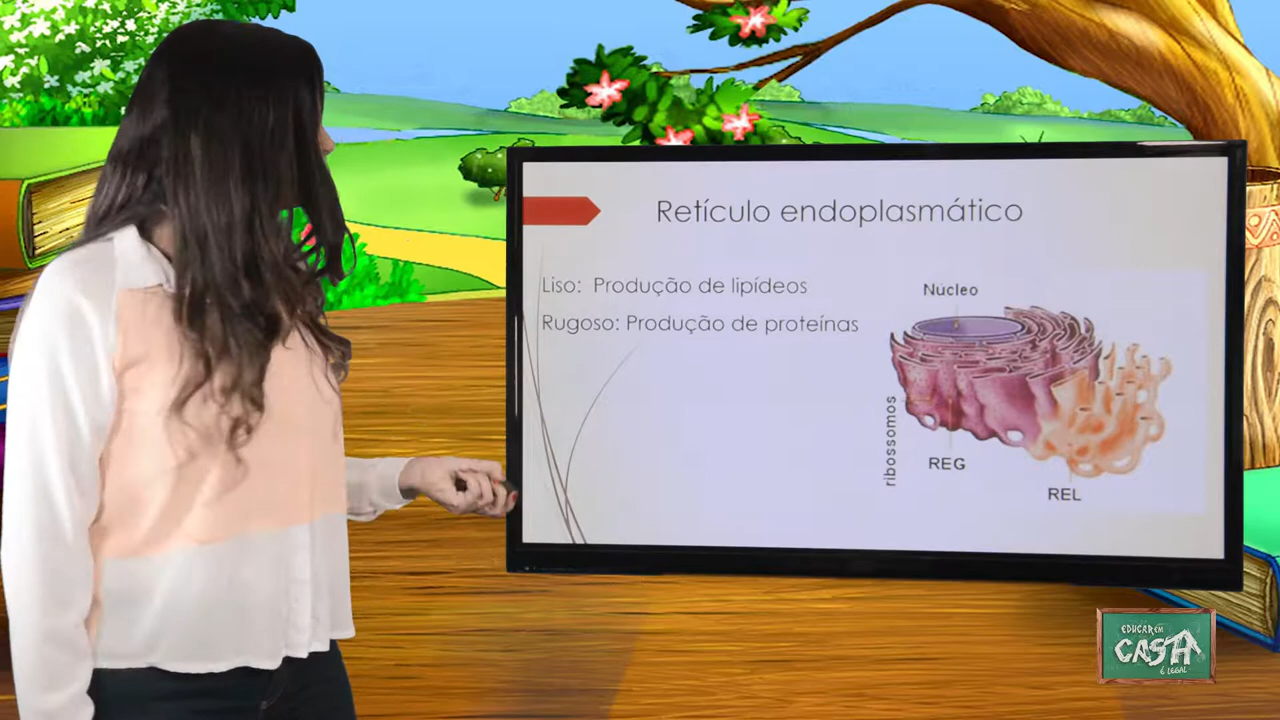 Retículo endoplasmático
Liso: Produção de lipídeos
Rugoso: Produção de proteínas
Núcleo
ribossomos
REG
REL
EDUCAR EM
CASA
É LEGAL